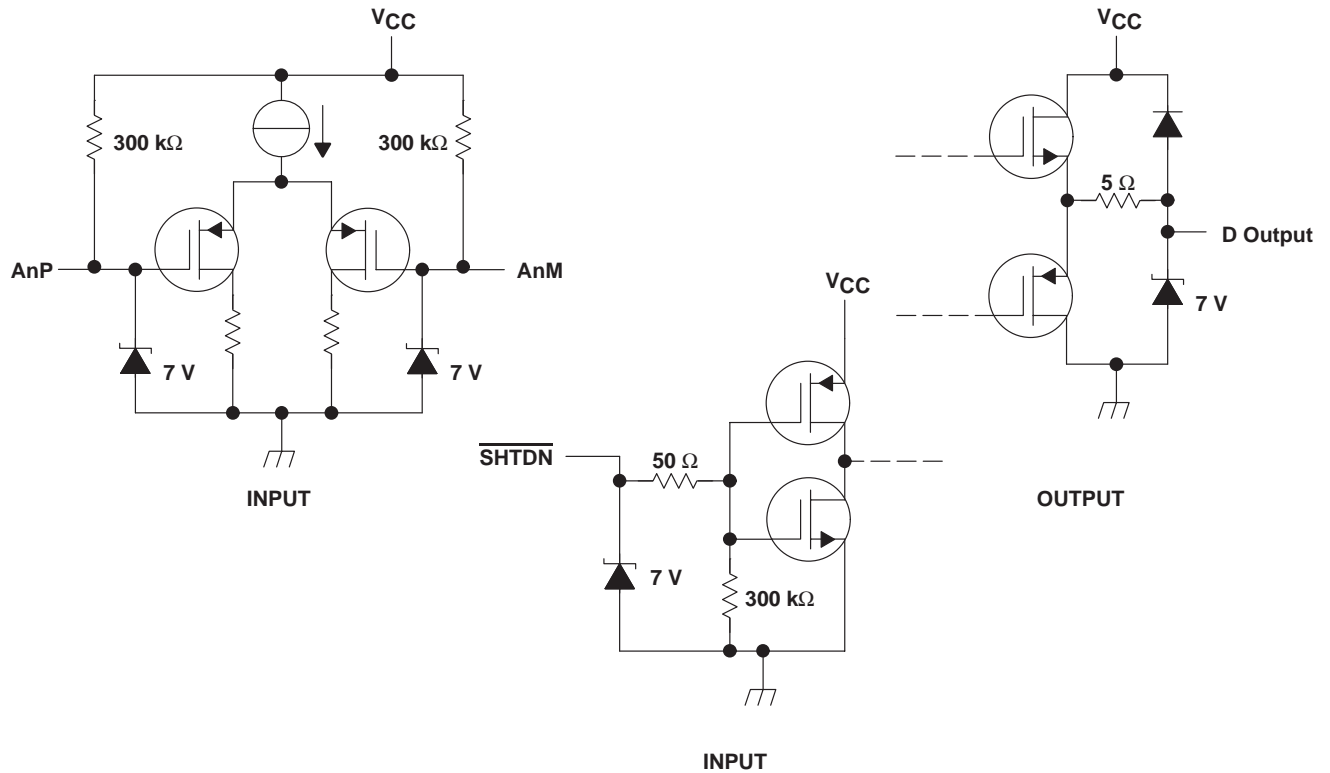 VCC
300 kΩ
300 kΩ
AnP
AnM
7 V
7 V
INPUT
VCC
SHTDN
50 Ω
7 V
300 kΩ
INPUT
VCC
5 Ω
D Output
7 V
OUTPUT